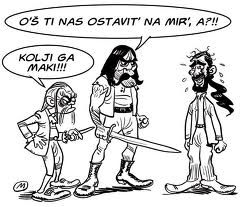 O'Š TI NAS OSTAVIT' NA MIR', A?!!
KOLJI GA
MAKI!!!